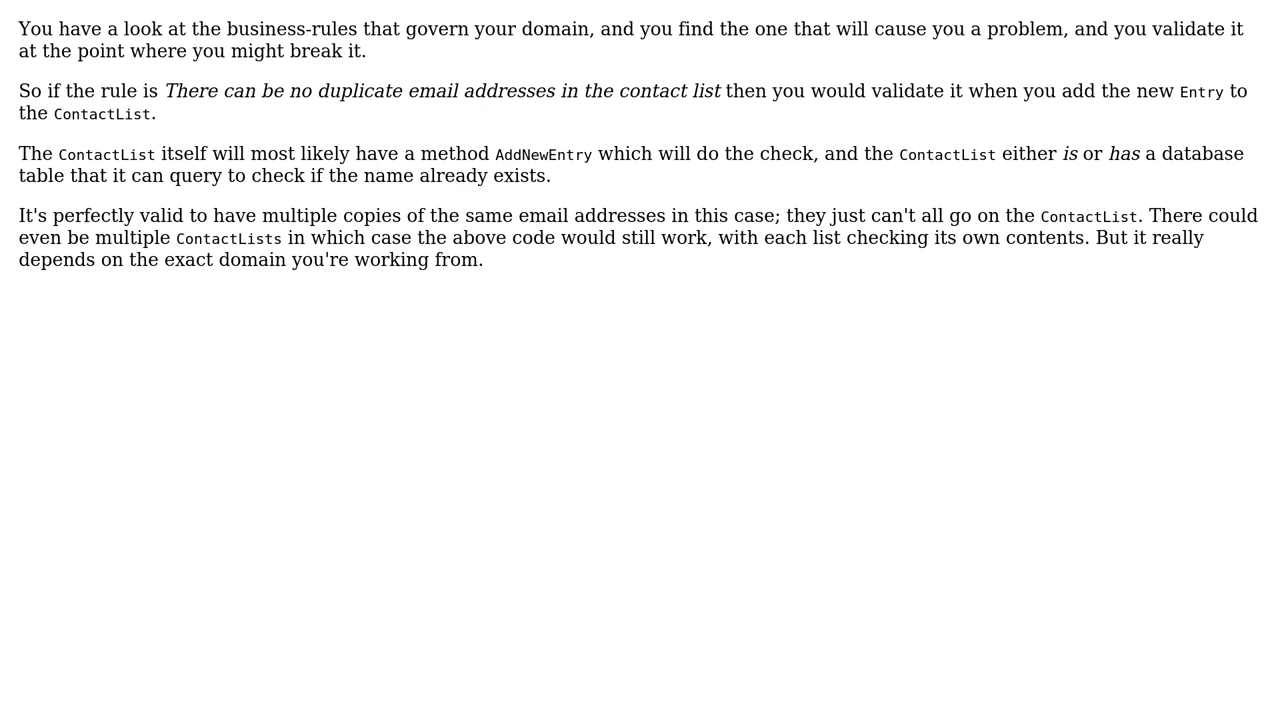 You have a look at the business-rules that govern your domain, and you find the one that will cause you a problem, and you validate it
at the point where you might break it.
So if the rule is There can be no duplicate email addresses in the contact list then you would validate it when you add the new Entry to
the ContactList.
The ContactList itself will most likely have a method AddNewEntry which will do the check, and the ContactList either is or has a database
table that it can query to check if the name already exists.
It's perfectly valid to have multiple copies of the same email addresses in this case; they just can't all go on the ContactList. There could
even be multiple ContactLists in which case the above code would still work, with each list checking its own contents. But it really
depends on the exact domain you're working from.